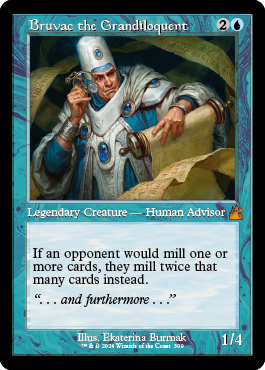 Bruvac the Grandiloquent 2
Legendary Creature — Human Advisor
If an opponent would mill one or
more cards, they mill twice that
many cards instead.
“. . . and furthermore . . .”
Illus. Ekaterina Burmak
™ & © 2024 Wizards of the Coast 309
1/4